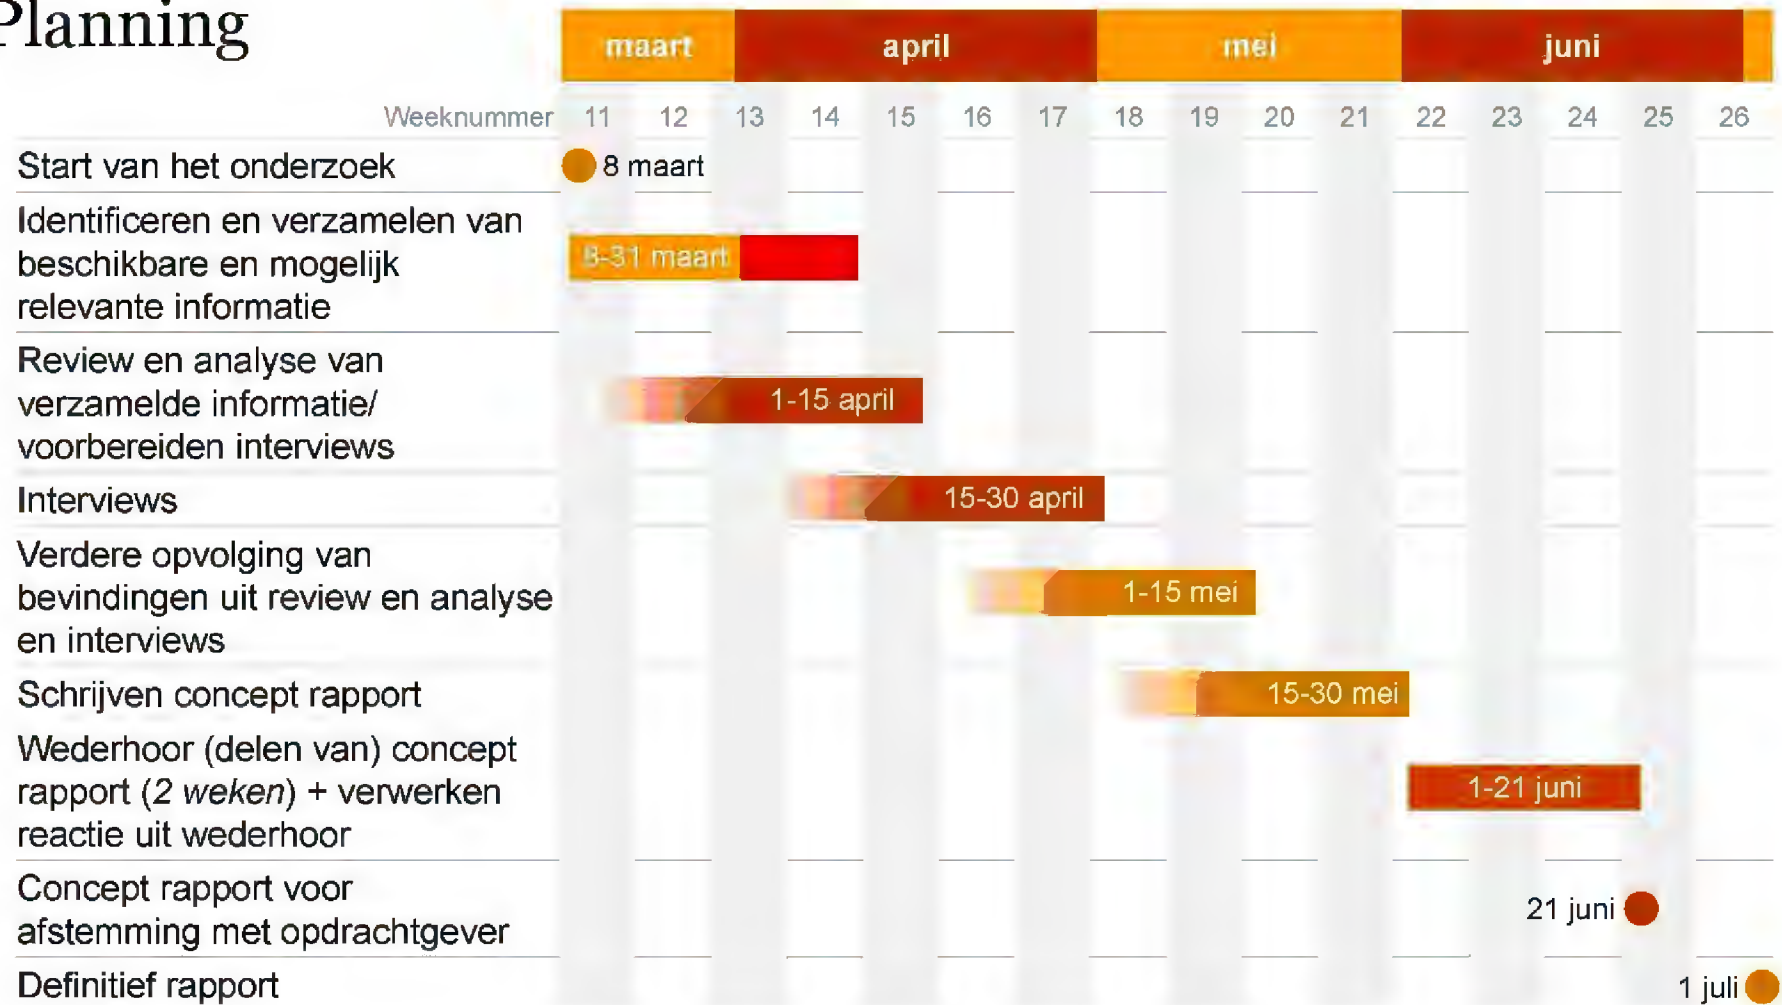 Planning
maart april mei juni
Weeknummer 11 12 13 14 15 16 17 18 19 20 21 22 23 24 25 26
Start van het onderzoek 8 maart
Identificeren en verzamelen van
beschikbare en mogelijk 8-31 maart
relevante informatie
Review en analyse van
verzamelde informatie/ 1-15 april
voorbereiden interviews
Interviews 15-30 april
Verdere opvolging van
bevindingen uit review en analyse 1-15 mei
en interviews
Schrijven concept rapport 15-30 mei
Wederhoor (delen van) concept
rapport (2 weken) + verwerken 1-21 juni
reactie uit wederhoor
Concept rapport voor
afstemming met opdrachtgever 21 juni
Definitief rapport 1 juli